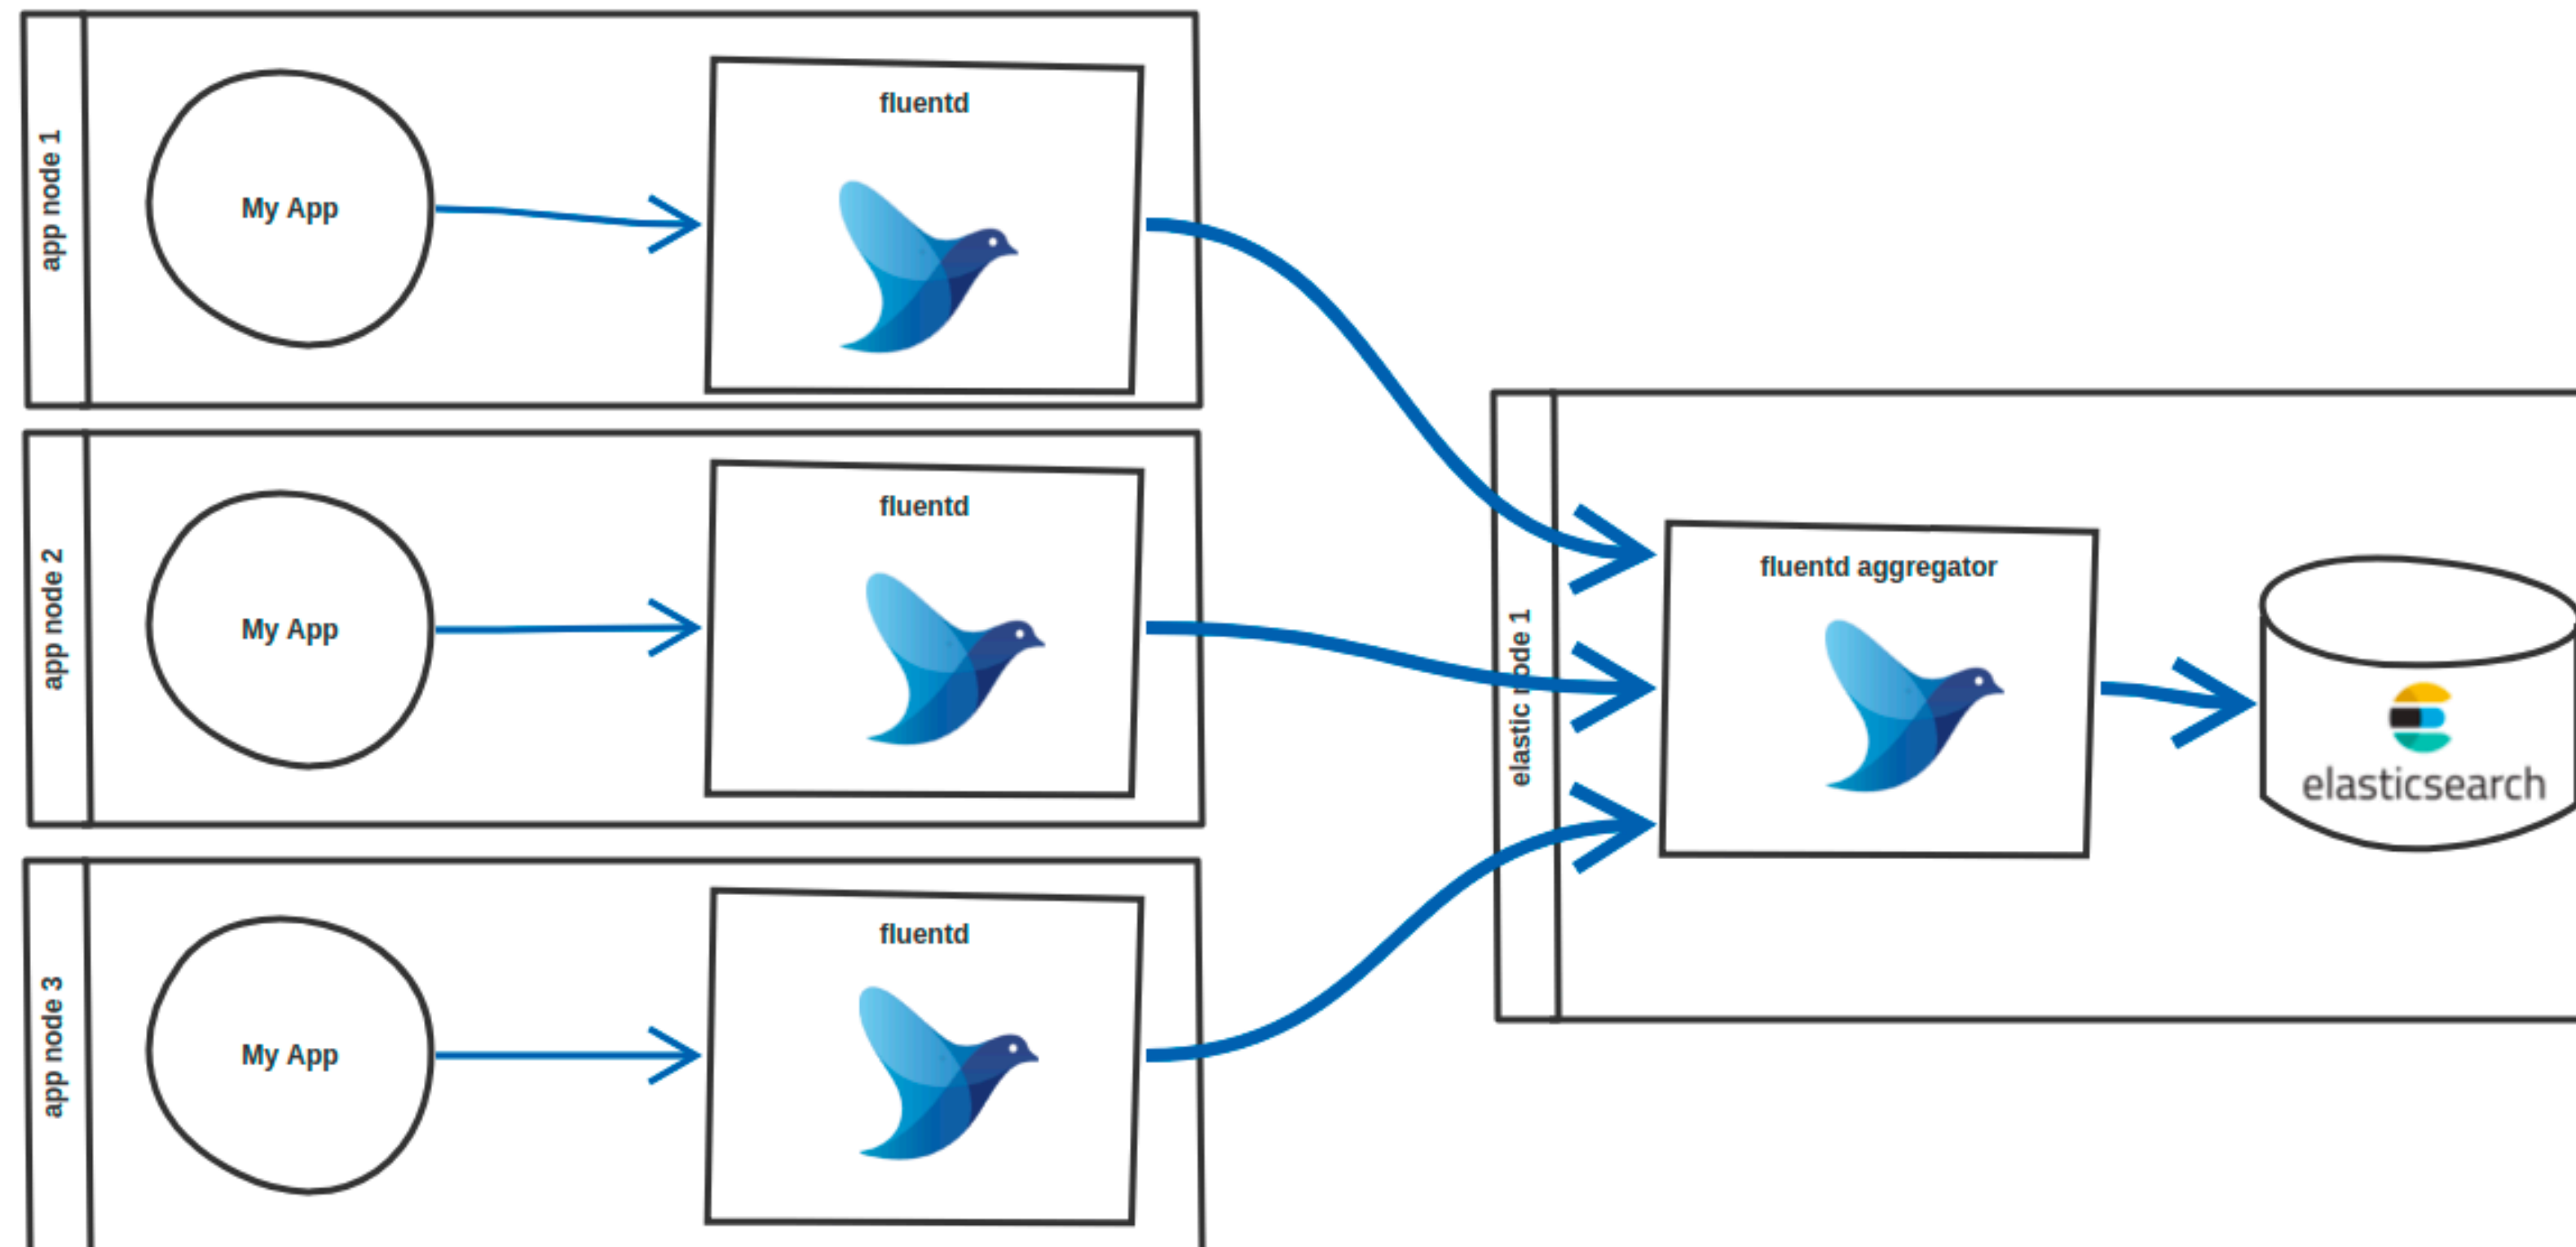 app node 1
My App
fluentd
app node 2
My App
fluentd
app node 3
My App
fluentd
elastic node 1
fluentd aggregator
elasticsearch